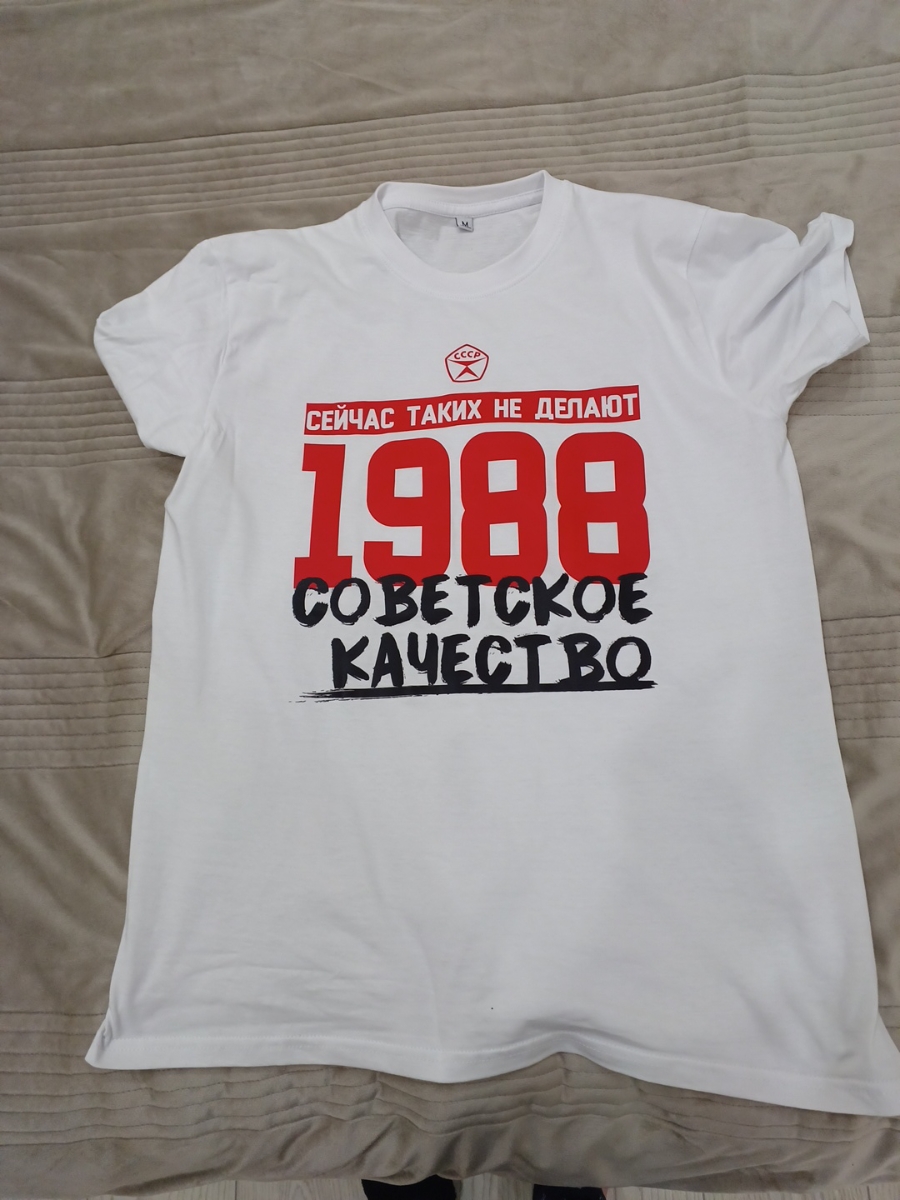 M
СССР
СЕЙЧАС ТАКИХ НЕ ДЕЛАЮТ
1988
СОВЕТСКОЕ
КАЧЕСТВО